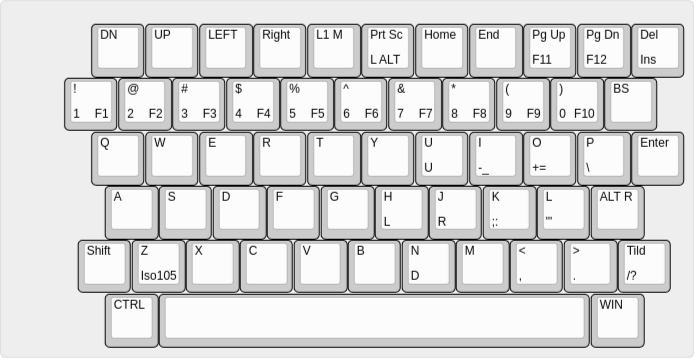 DN UP LEFT Right L1 M Prt Sc Home End Pg Up Pg Dn Del
L ALT F11 F12 Ins
! @ # $ % ^ & * ( ) BS
1 F1 2 F2 3 F3 4 F4 5 F5 6 F6 7 F7 8 F8 9 F9 0 F10
Q W E R T Y U I O P Enter
U -_ += \
A S D F G H J K L ALT R
L R ;: '"
Shift Z X C V B N M < > Tild
Iso105 D , . /?
CTRL WIN